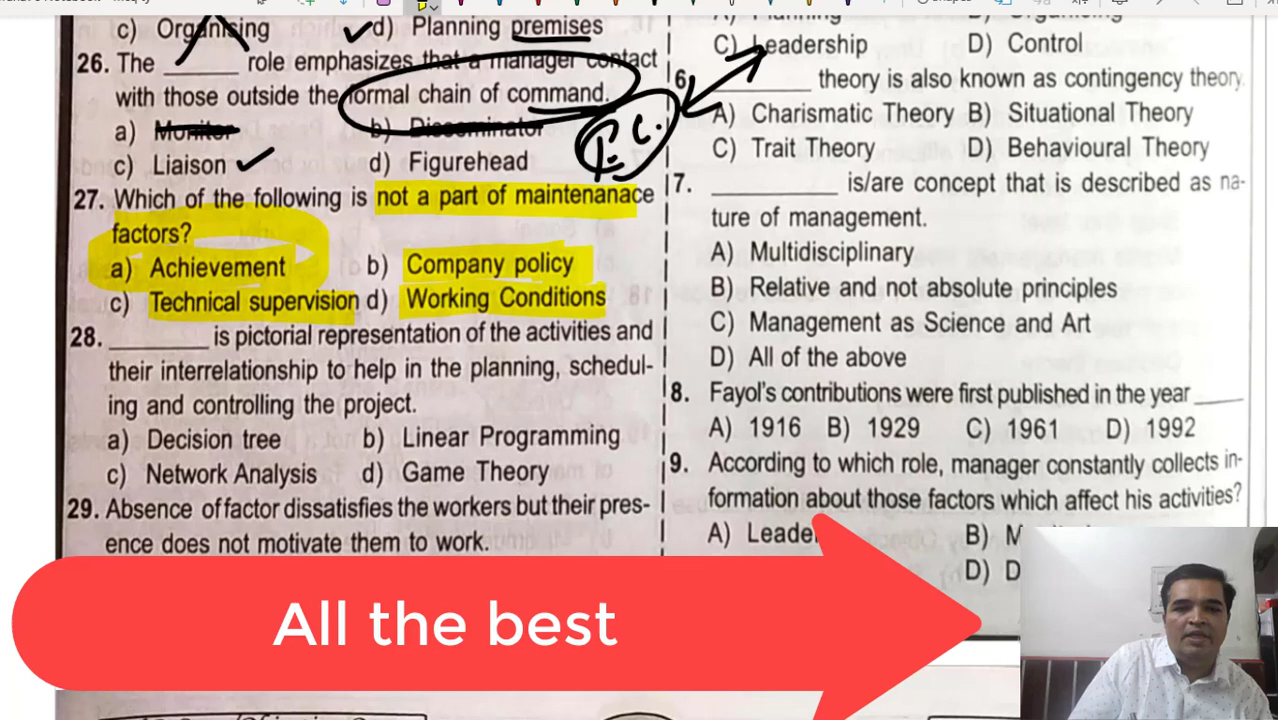 c) Organising d) Planning premises
26. The ______ role emphasizes that a manager contact
with those outside the formal chain of command.
a) Monitor b) Disseminator
c) Liaison d) Figurehead
27. Which of the following is not a part of maintenanace
factors?
a) Achievement b) Company policy
c) Technical supervision d) Working Conditions
28. ________ is pictorial representation of the activities and
their interrelationship to help in the planning, schedul-
ing and controlling the project.
a) Decision tree b) Linear Programming
c) Network Analysis d) Game Theory
29. Absence of factor dissatisfies the workers but their pres-
ence does not motivate them to work.
C) Leadership D) Control
6. ________ theory is also known as contingency theory.
A) Charismatic Theory B) Situational Theory
C) Trait Theory D) Behavioural Theory
17. ________ is/are concept that is described as na-
ture of management.
A) Multidisciplinary
B) Relative and not absolute principles
C) Management as Science and Art
D) All of the above
18. Fayol's contributions were first published in the year ____
A) 1916 B) 1929 C) 1961 D) 1992
19. According to which role, manager constantly collects in-
formation about those factors which affect his activities?
A) Leade B) M
D) D
All the best